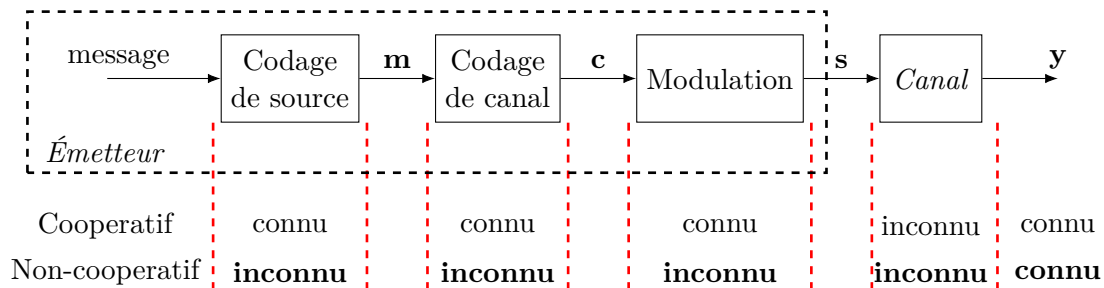 message
Codage
de source
m
Codage
de canal
c
Modulation
s
Canal
y
Émetteur
Cooperatif connu connu connu inconnu connu
Non-cooperatif inconnu inconnu inconnu inconnu connu